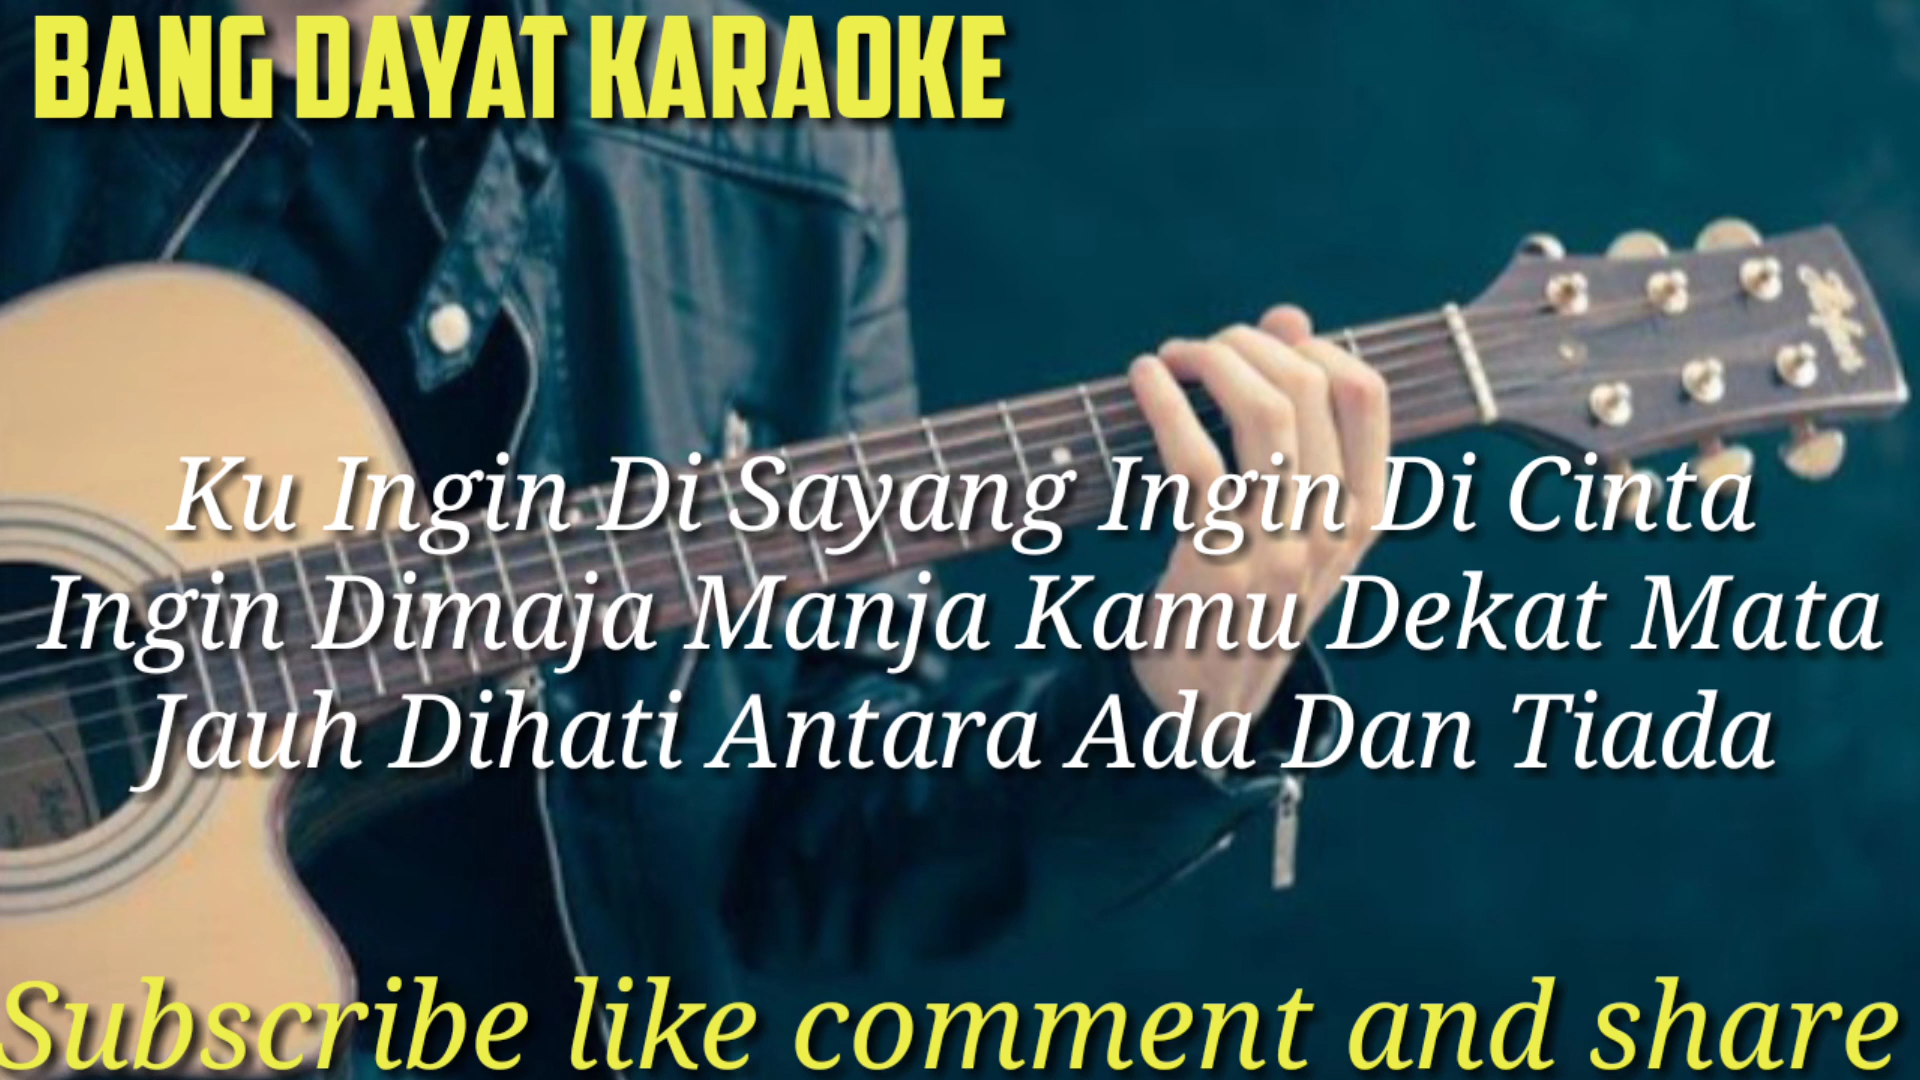 BANG DAYAT KARAOKE
Ku Ingin Di Sayang Ingin Di Cinta
Ingin Dimaja Manja Kamu Dekat Mata
Jauh Dihati Antara Ada Dan Tiada
Subscribe like comment and share